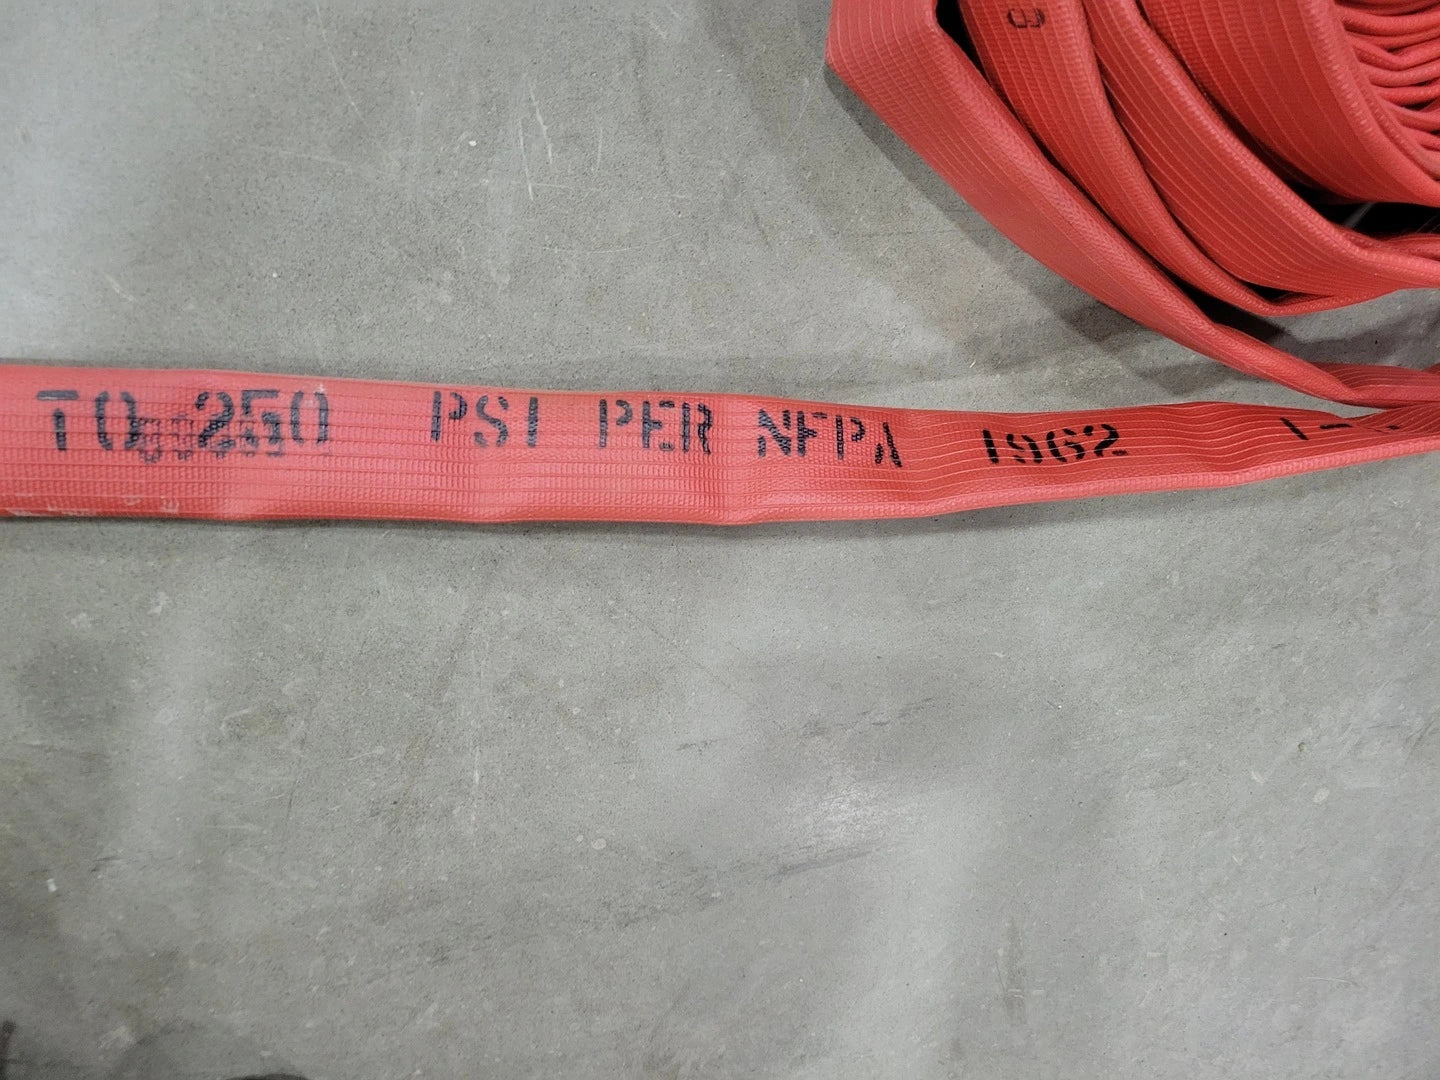 TO 250 PSI PER NFPA 1962